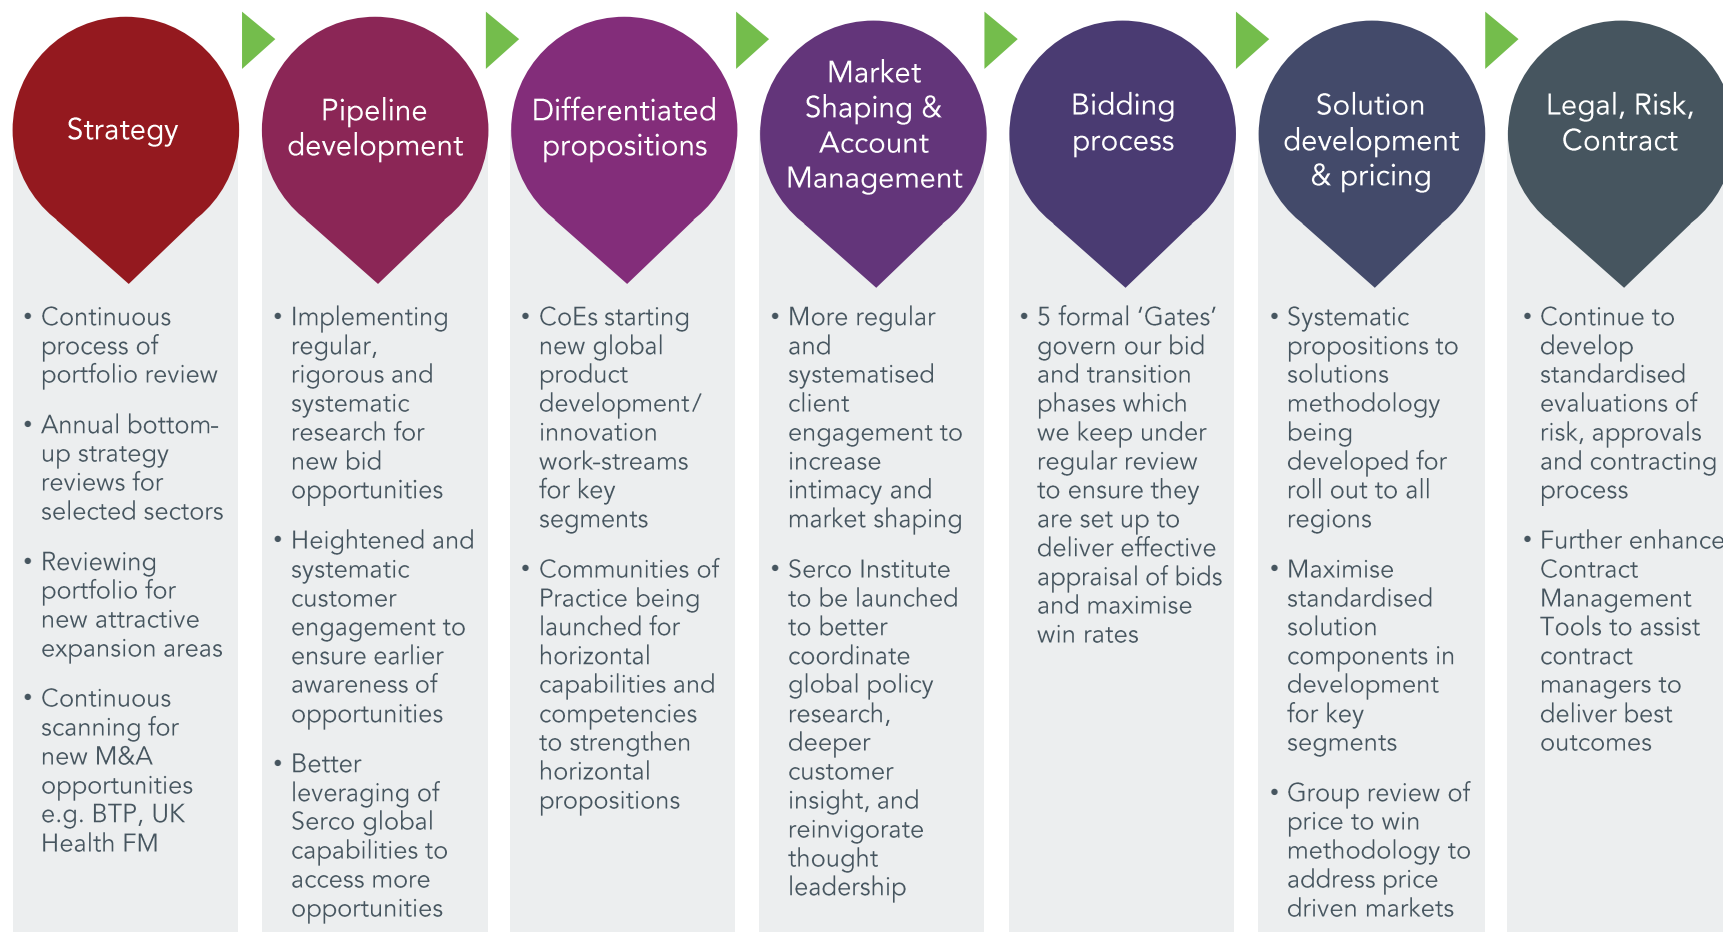 Strategy
• Continuous
process of
portfolio review
• Annual bottom-
up strategy
reviews for
selected sectors
• Reviewing
portfolio for
new attractive
expansion areas
• Continuous
scanning for
new M&A
opportunities
e.g. BTP, UK
Health FM
Pipeline
development
• Implementing
regular,
rigorous and
systematic
research for
new bid
opportunities
• Heightened and
systematic
customer
engagement to
ensure earlier
awareness of
opportunities
• Better
leveraging of
Serco global
capabilities to
access more
opportunities
Differentiated
propositions
• CoEs starting
new global
product
development/
innovation
work-streams
for key
segments
• Communities of
Practice being
launched for
horizontal
capabilities and
competencies
to strengthen
horizontal
propositions
Market
Shaping &
Account
Management
• More regular
and
systematised
client
engagement to
increase
intimacy and
market shaping
• Serco Institute
to be launched
to better
coordinate
global policy
research,
deeper
customer
insight, and
reinvigorate
thought
leadership
Bidding
process
• 5 formal ‘Gates’
govern our bid
and transition
phases which
we keep under
regular review
to ensure they
are set up to
deliver effective
appraisal of bids
and maximise
win rates
Solution
development
& pricing
• Systematic
propositions to
solutions
methodology
being
developed for
roll out to all
regions
• Maximise
standardised
solution
components in
development
for key
segments
• Group review of
price to win
methodology to
address price
driven markets
Legal, Risk,
Contract
• Continue to
develop
standardised
evaluations of
risk, approvals
and contracting
process
• Further enhance
Contract
Management
Tools to assist
contract
managers to
deliver best
outcomes